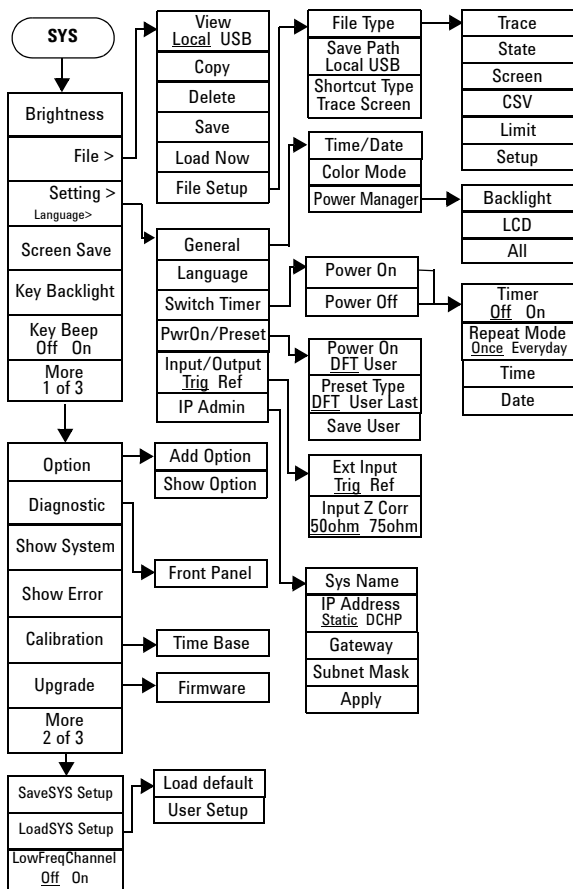 SYS
Brightness
File >
Setting >
Language>
Screen Save
Key Backlight
Key Beep
Off On
More
1 of 3
Option
Diagnostic
Show System
Show Error
Calibration
Upgrade
More
2 of 3
SaveSYS Setup
LoadSYS Setup
LowFreqChannel
Off On
View
Local USB
Copy
Delete
Save
Load Now
File Setup
General
Language
Switch Timer
PwrOn/Preset
Input/Output
Trig Ref
IP Admin
Add Option
Show Option
Front Panel
Time Base
Firmware
Load default
User Setup
File Type
Save Path
Local USB
Shortcut Type
Trace Screen
Time/Date
Color Mode
Power Manager
Power On
Power Off
Power On
DFT User
Preset Type
DFT User Last
Save User
Ext Input
Trig Ref
Input Z Corr
50ohm 75ohm
Sys Name
IP Address
Static DCHP
Gateway
Subnet Mask
Apply
Trace
State
Screen
CSV
Limit
Setup
Backlight
LCD
All
Timer
Off On
Repeat Mode
Once Everyday
Time
Date